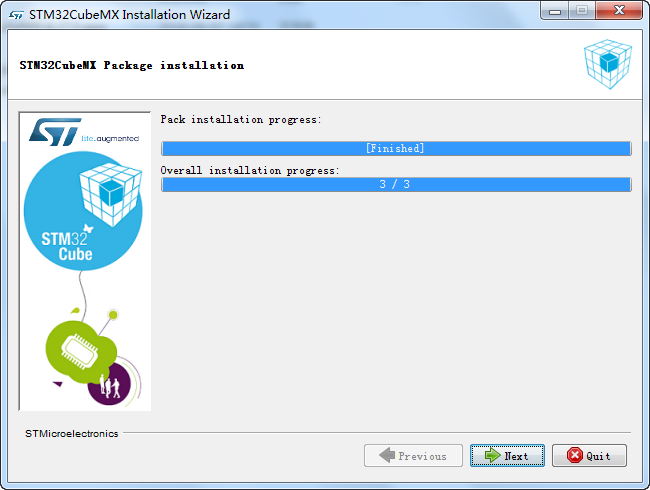 STM32CubeMX Installation Wizard
STM32CubeMX Package installation
ST
life.augmented
Pack installation progress:
[Finished]
Overall installation progress:
3 / 3
STM32
Cube
STMicroelectronics
Previous
Next
Quit